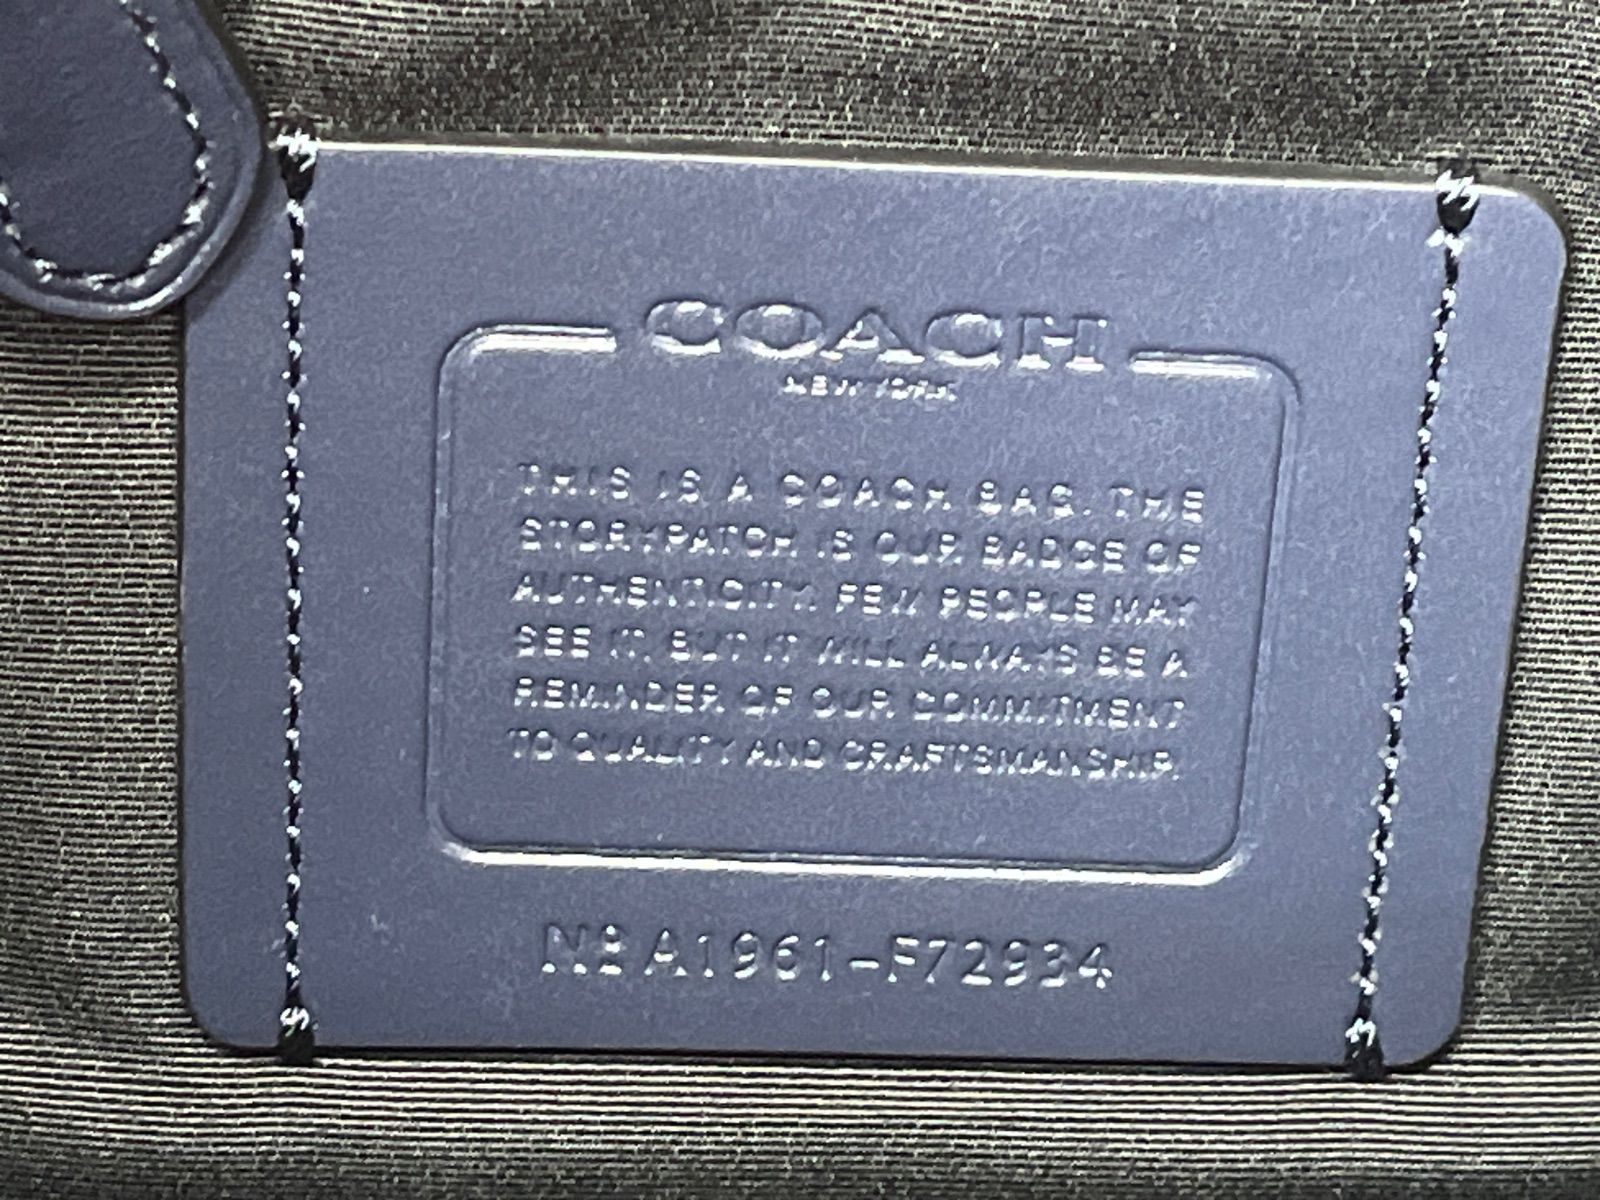 COACH
NEW YORK
THIS IS A COACH BAG. THE
STORYPATCH IS OUR BADGE OF
AUTHENTICITY. FEW PEOPLE MAY
SEE IT, BUT IT WILL ALWAYS BE A
REMINDER OF OUR COMMITMENT
TO QUALITY AND CRAFTSMANSHIP.
Nº A1961-F72934